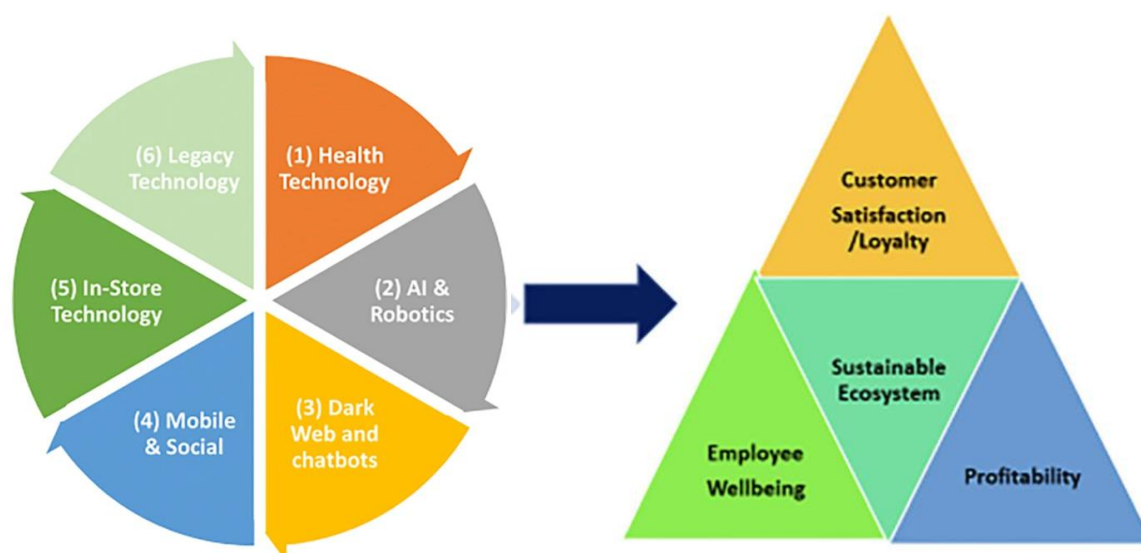 (6) Legacy
Technology
(1) Health
Technology
(5) In-Store
Technology
(2) AI &
Robotics
(4) Mobile
& Social
(3) Dark
Web and
chatbots
Customer
Satisfaction
/Loyalty
Sustainable
Ecosystem
Employee
Wellbeing
Profitability